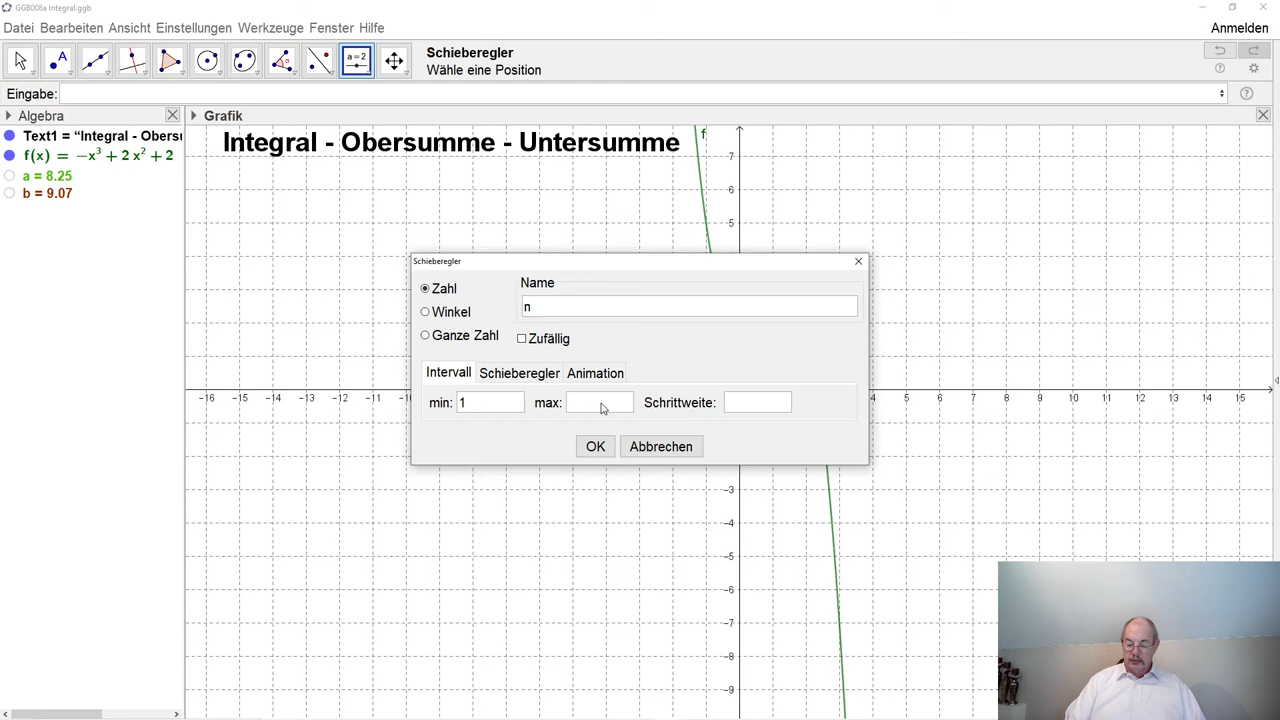 GGB008a Integral.ggb
Datei Bearbeiten Ansicht Einstellungen Werkzeuge Fenster Hilfe
Anmelden
A
α
a=2
Schieberegler
Wähle eine Position
Eingabe:
Algebra
Grafik
Text1 = “Integral - Obersu
f(x) = −x³ + 2 x² + 2
a = 8.25
b = 9.07
Integral - Obersumme - Untersumme
f
7
6
5
-16 -15 -14 -13 -12 -11
4 5 6 7 8 9 10 11 12 13 14 15
-3
-4
-5
-6
-7
-8
-9
Schieberegler
Zahl
Winkel
Ganze Zahl
Name
n
Zufällig
Intervall Schieberegler Animation
min: 1 max: Schrittweite:
OK Abbrechen